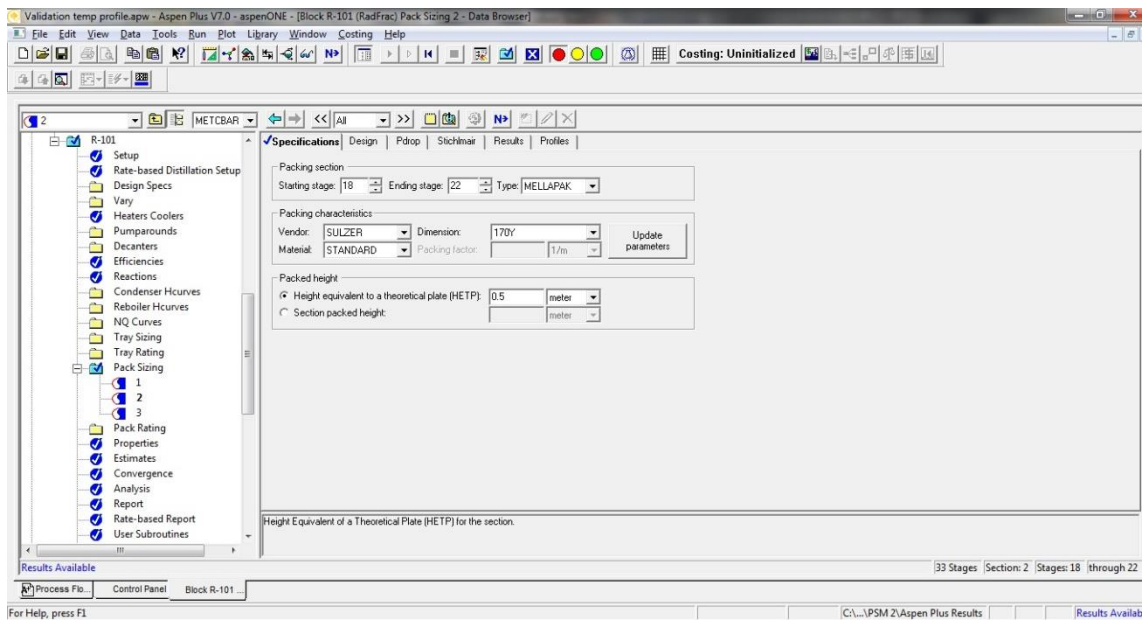 Validation temp profile.apw - Aspen Plus V7.0 - aspenONE - [Block R-101 (RadFrac) Pack Sizing 2 - Data Browser]
File Edit View Data Tools Run Plot Library Window Costing Help
Costing: Uninitialized
2 METCBAR << All >> N>
R-101
Setup
Rate-based Distillation Setup
Design Specs
Vary
Heaters Coolers
Pumparounds
Decanters
Efficiencies
Reactions
Condenser Hcurves
Reboiler Hcurves
NQ Curves
Tray Sizing
Tray Rating
Pack Sizing
1
2
3
Pack Rating
Properties
Estimates
Convergence
Analysis
Report
Rate-based Report
User Subroutines
Specifications Design Pdrop Stichlmair Results Profiles
Packing section
Starting stage: 18 Ending stage: 22 Type: MELLAPAK
Packing characteristics
Vendor: SULZER Dimension: 170Y
Material: STANDARD Packing factor: 1/m
Update
parameters
Packed height
Height equivalent to a theoretical plate (HETP): 0.5 meter
Section packed height: meter
Height Equivalent of a Theoretical Plate (HETP) for the section.
Results Available 33 Stages Section: 2 Stages: 18 through 22
Process Flo... Control Panel Block R-101 ...
For Help, press F1 C:\...\PSM 2\Aspen Plus Results Results Availab